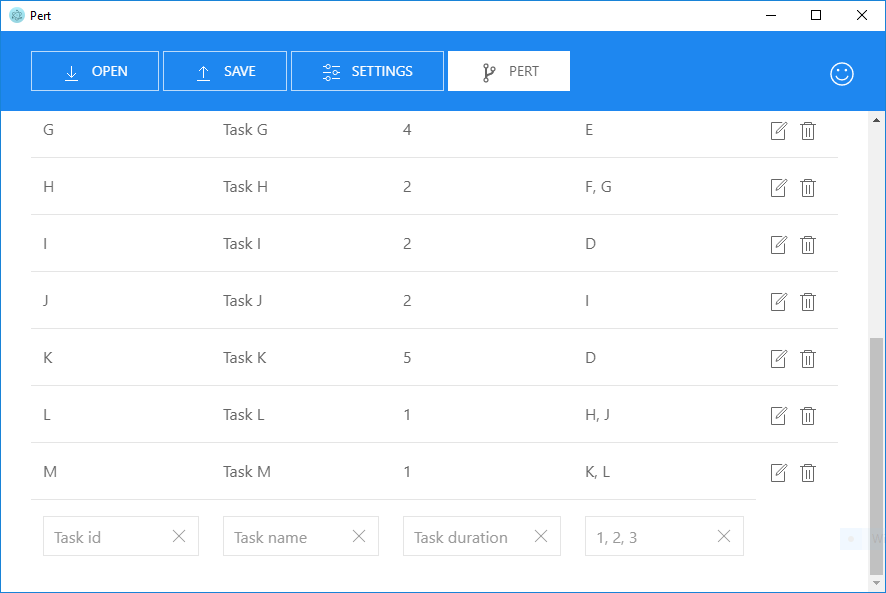 Pert
OPEN SAVE SETTINGS PERT
G Task G 4 E
H Task H 2 F, G
I Task I 2 D
J Task J 2 I
K Task K 5 D
L Task L 1 H, J
M Task M 1 K, L
Task id Task name Task duration 1, 2, 3